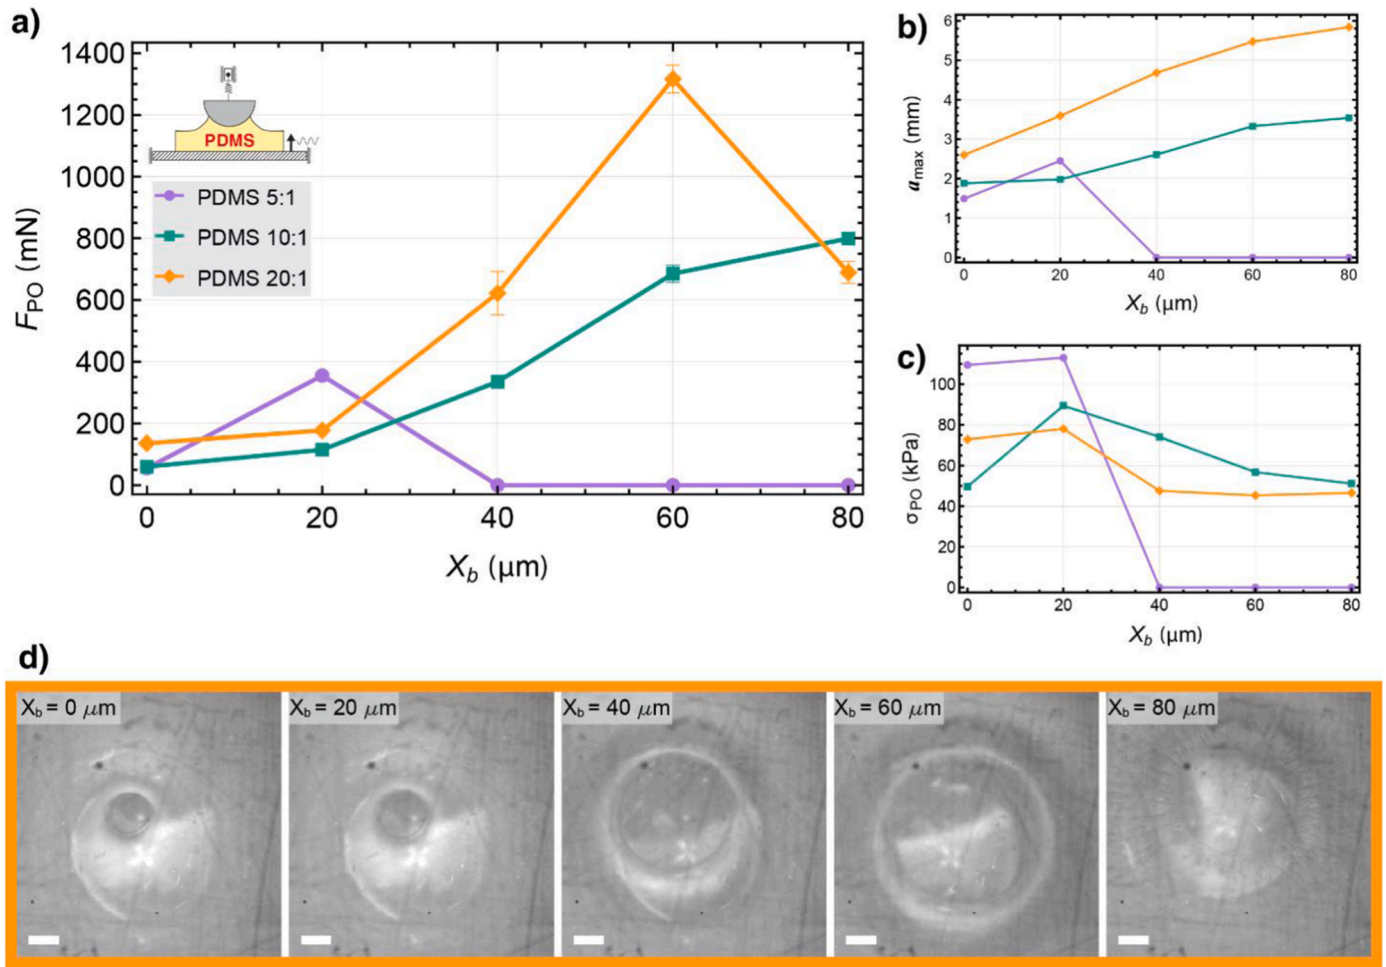 a)
1400
1200
1000
800
600
400
200
0
F_PO (mN)
PDMS
PDMS 5:1
PDMS 10:1
PDMS 20:1
0 20 40 60 80
X_b (μm)
b)
6
5
4
3
2
1
0
a_max (mm)
0 20 40 60 80
X_b (μm)
c)
100
80
60
40
20
0
σ_PO (kPa)
0 20 40 60 80
X_b (μm)
d)
X_b = 0 μm
X_b = 20 μm
X_b = 40 μm
X_b = 60 μm
X_b = 80 μm